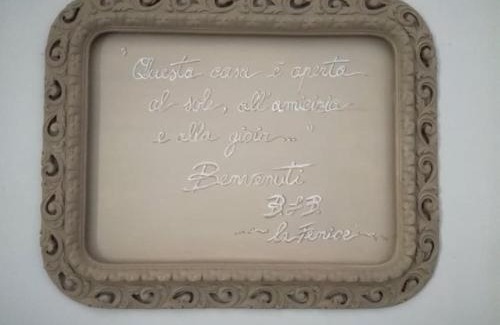 "Questa casa è aperta
al sole, all'amicizia
e alla gioia..."
Benvenuti
B&B
la Fenice